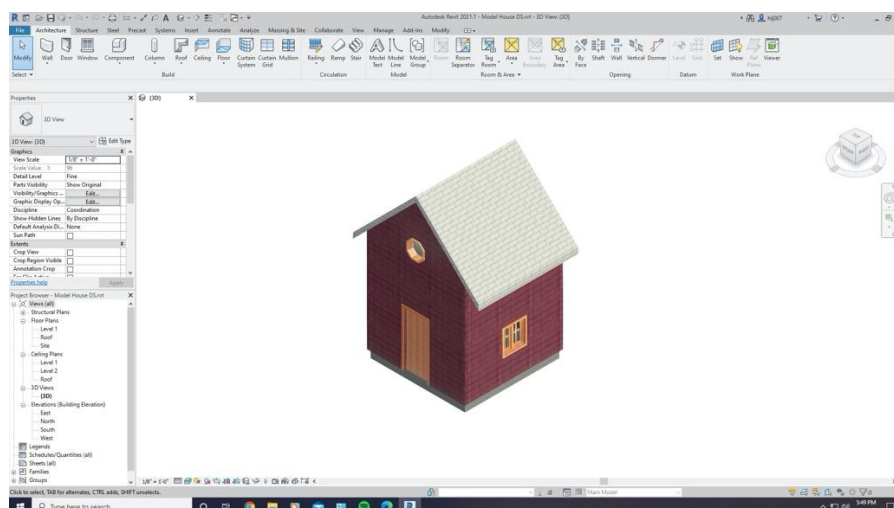 Autodesk Revit 2021.1 - Model House DS.rvt - 3D View: {3D}
File Architecture Structure Steel Precast Systems Insert Annotate Analyze Massing & Site Collaborate View Manage Add-Ins Modify
Modify Wall Door Window Component Column Roof Ceiling Floor Curtain System Curtain Grid Mullion Railing Ramp Stair Model Text Model Line Model Group Room Room Separator Tag Room Area Area Boundary Tag Area By Face Shaft Wall Vertical Dormer Level Grid Set Show Ref Plane Viewer
Select Build Circulation Model Room & Area Opening Datum Work Plane
Properties
{3D}
3D View
3D View: {3D}
Edit Type
Graphics
View Scale 1/8" = 1'-0"
Scale Value 1: 96
Detail Level Fine
Parts Visibility Show Original
Visibility/Graphics ... Edit...
Graphic Display Op... Edit...
Discipline Coordination
Show Hidden Lines By Discipline
Default Analysis Di... None
Sun Path
Extents
Crop View
Crop Region Visible
Annotation Crop
Properties help Apply
Project Browser - Model House DS.rvt
Views (all)
Structural Plans
Floor Plans
Level 1
Roof
Site
Ceiling Plans
Level 1
Level 2
Roof
3D Views
{3D}
Elevations (Building Elevation)
East
North
South
West
Legends
Schedules/Quantities (all)
Sheets (all)
Families
Groups
1/8" = 1'-0"
Click to select, TAB for alternates, CTRL adds, SHIFT unselects.
Main Model
Type here to search
5:49 PM